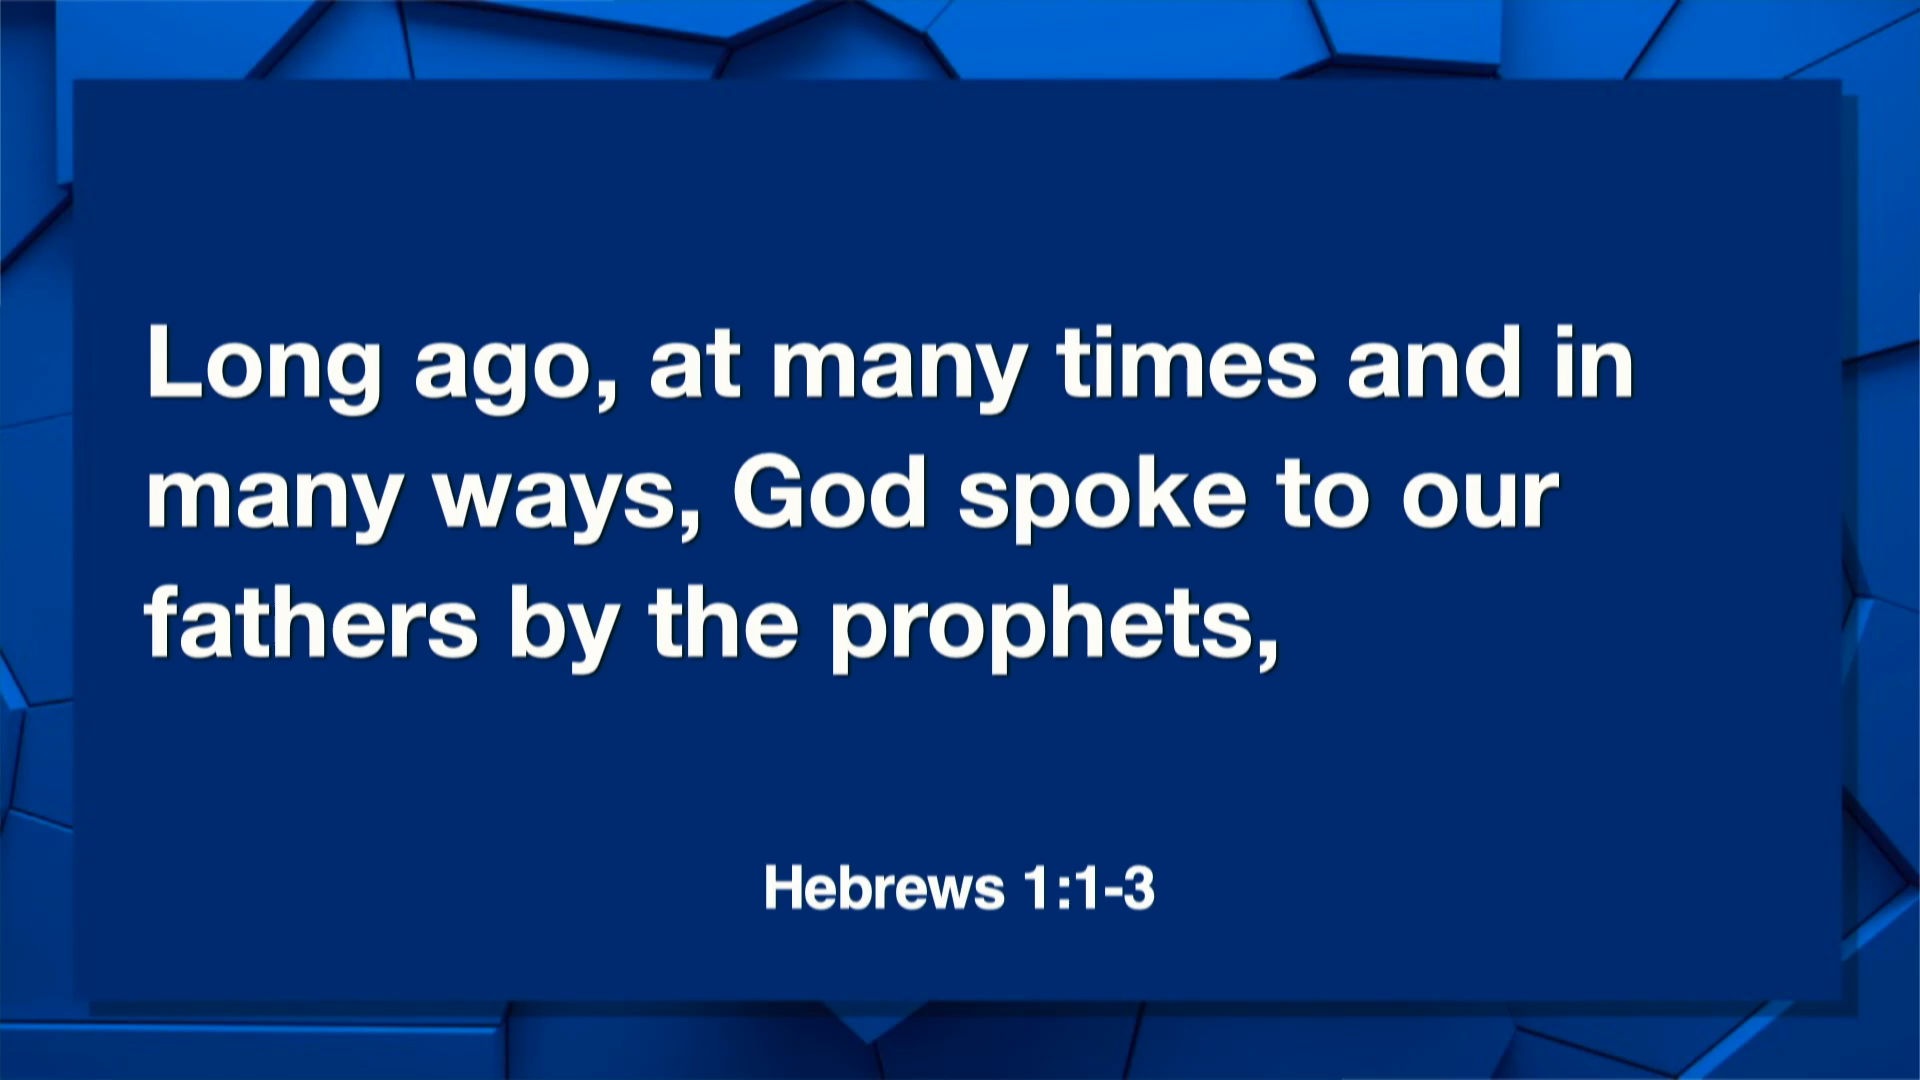 Long ago, at many times and in
many ways, God spoke to our
fathers by the prophets,
Hebrews 1:1-3